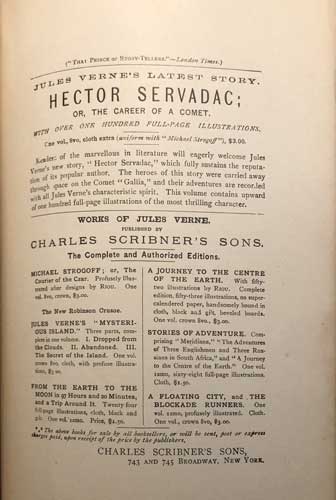 ("That Prince of Story-Tellers."—London Times.)
JULES VERNE'S LATEST STORY.
HECTOR SERVADAC;
OR, THE CAREER OF A COMET.
WITH OVER ONE HUNDRED FULL-PAGE ILLUSTRATIONS.
One vol., 8vo, cloth extra (uniform with "Michael Strogoff"), $3.00.
Readers of the marvellous in literature will eagerly welcome Jules
Verne's new story, "Hector Servadac," which fully sustains the reputa-
tion of its popular author. The heroes of this story were carried away
through space on the Comet "Gallia," and their adventures are recorded
with all Jules Verne's characteristic spirit. This volume contains upward
of one hundred full-page illustrations of the most thrilling character.
WORKS OF JULES VERNE.
PUBLISHED BY
CHARLES SCRIBNER'S SONS.
The Complete and Authorized Editions.
MICHAEL STROGOFF; or, The
Courier of the Czar. Profusely illus-
trated after designs by Riou. One
vol. 8vo, $3.00.
The New Robinson Crusoe.
JULES VERNE'S "MYSTERI-
OUS ISLAND." Three parts, com-
plete in one volume. I. Dropped from
the Clouds. II. Abandoned. III.
The Secret of the Island. One vol.
12mo, cloth, with profuse illustra-
tions, $3.00.
FROM THE EARTH TO THE
MOON in 97 Hours and 20 Minutes,
and a Trip Around It. Twenty four
full-page illustrations, cloth, black and
gilt. One vol. 12mo. Price, $1.50.
A JOURNEY TO THE CENTRE
OF THE EARTH. With fifty-
two illustrations by Riou. Complete
edition, fifty-three illustrations, on super-
calendered paper, handsomely bound in
cloth, black and gilt, beveled boards.
One vol. crown 8vo., $3.00.
STORIES OF ADVENTURE. Com-
prising "Meridiana," "The Adventures
of Three Englishmen and Three Rus-
sians in South Africa," and "A Journey
to the Centre of the Earth." One vol.
12mo, sixty-eight full-page illustrations.
Cloth, $1.50.
A FLOATING CITY, and THE
BLOCKADE RUNNERS. One
vol. 12mo, profusely illustrated. Cloth.
One vol., crown 8vo, $3.00.
*** The above books for sale by all booksellers, or will be sent, post or express
charges paid, upon receipt of the price by the publishers,
CHARLES SCRIBNER'S SONS,
743 AND 745 BROADWAY, NEW YORK.